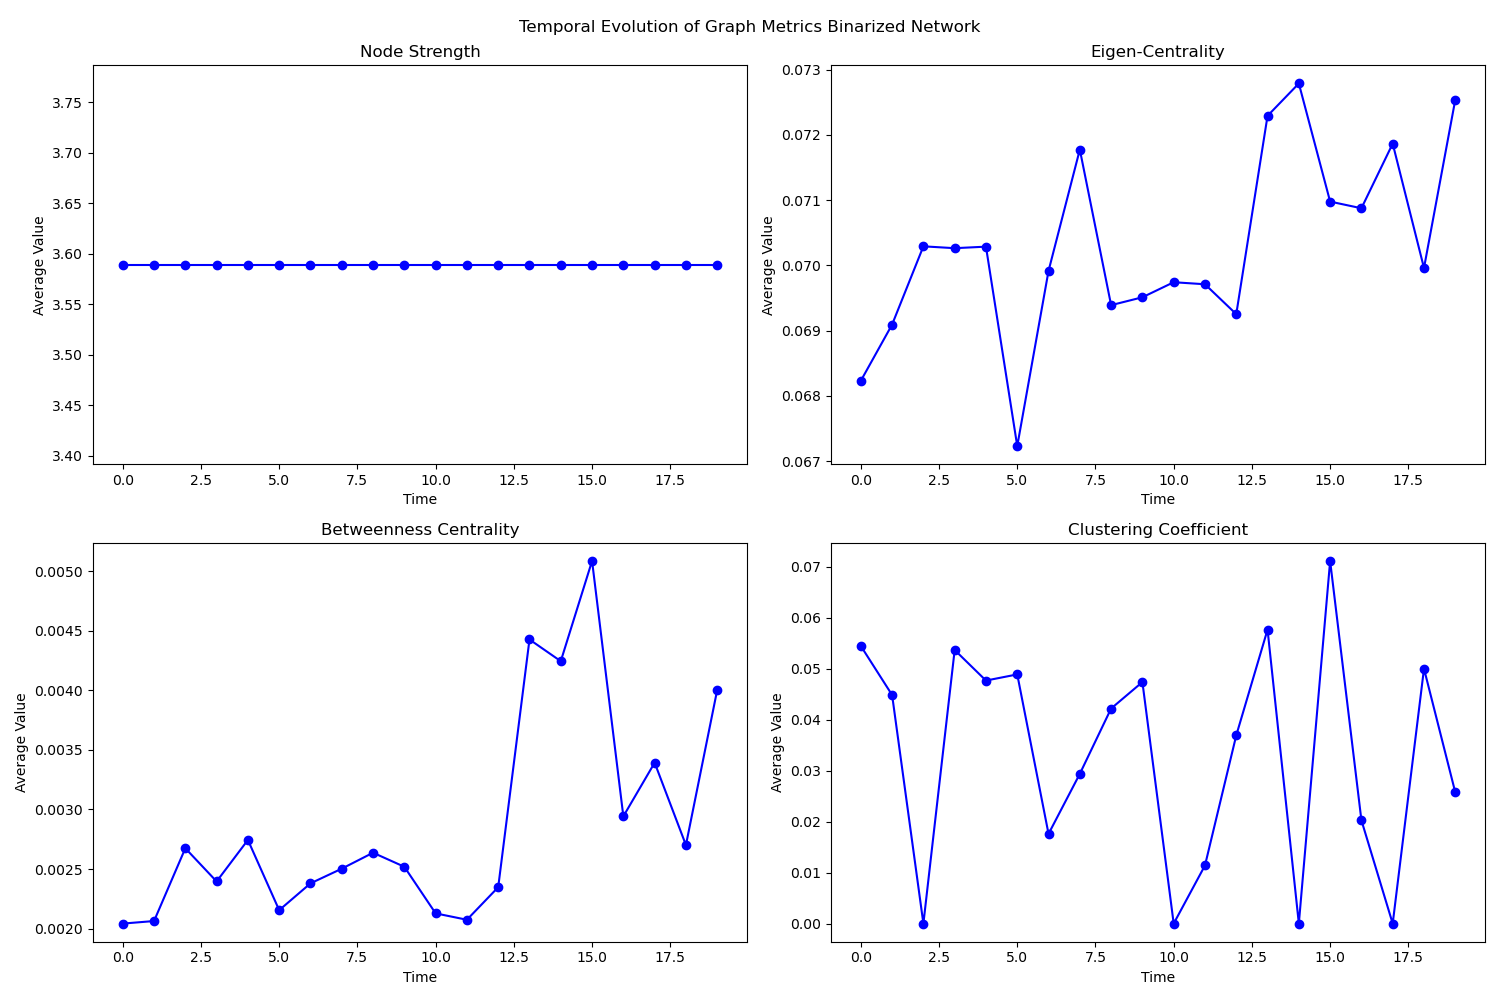 Temporal Evolution of Graph Metrics Binarized Network
Node Strength
Average Value
3.75
3.70
3.65
3.60
3.55
3.50
3.45
3.40
0.0 2.5 5.0 7.5 10.0 12.5 15.0 17.5
Time
Eigen-Centrality
Average Value
0.073
0.072
0.071
0.070
0.069
0.068
0.067
0.0 2.5 5.0 7.5 10.0 12.5 15.0 17.5
Time
Betweenness Centrality
Average Value
0.0050
0.0045
0.0040
0.0035
0.0030
0.0025
0.0020
0.0 2.5 5.0 7.5 10.0 12.5 15.0 17.5
Time
Clustering Coefficient
Average Value
0.07
0.06
0.05
0.04
0.03
0.02
0.01
0.00
0.0 2.5 5.0 7.5 10.0 12.5 15.0 17.5
Time